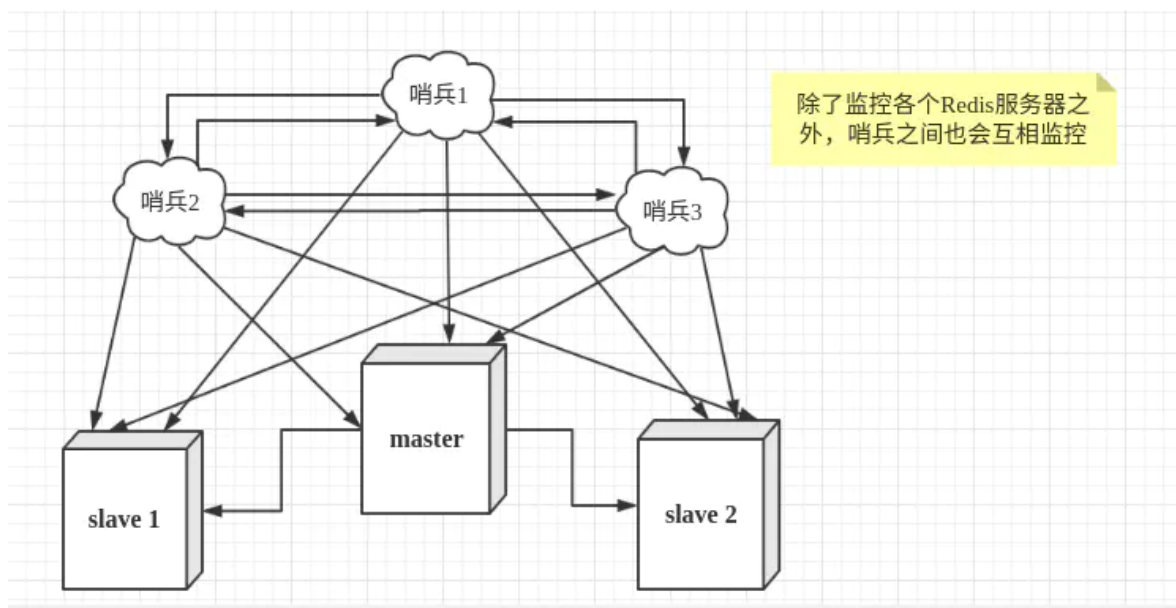 哨兵1
除了监控各个Redis服务器之
外，哨兵之间也会互相监控
哨兵2
哨兵3
master
slave 1
slave 2